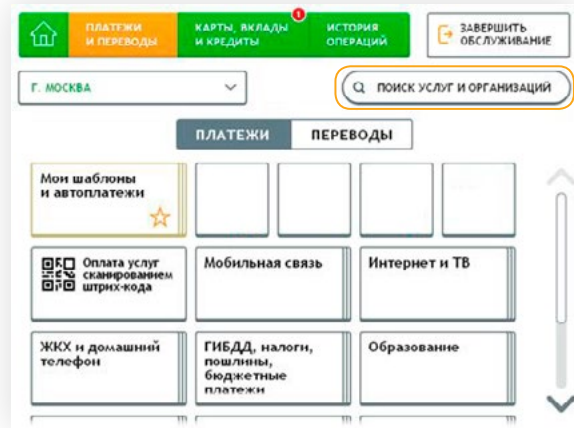 ПЛАТЕЖИ
И ПЕРЕВОДЫ
КАРТЫ, ВКЛАДЫ
И КРЕДИТЫ
1
ИСТОРИЯ
ОПЕРАЦИЙ
ЗАВЕРШИТЬ
ОБСЛУЖИВАНИЕ
Г. МОСКВА
ПОИСК УСЛУГ И ОРГАНИЗАЦИЙ
ПЛАТЕЖИ
ПЕРЕВОДЫ
Мои шаблоны
и автоплатежи
Оплата услуг
сканированием
штрих-кода
Мобильная связь
Интернет и ТВ
ЖКХ и домашний
телефон
ГИБДД, налоги,
пошлины,
бюджетные
платежи
Образование